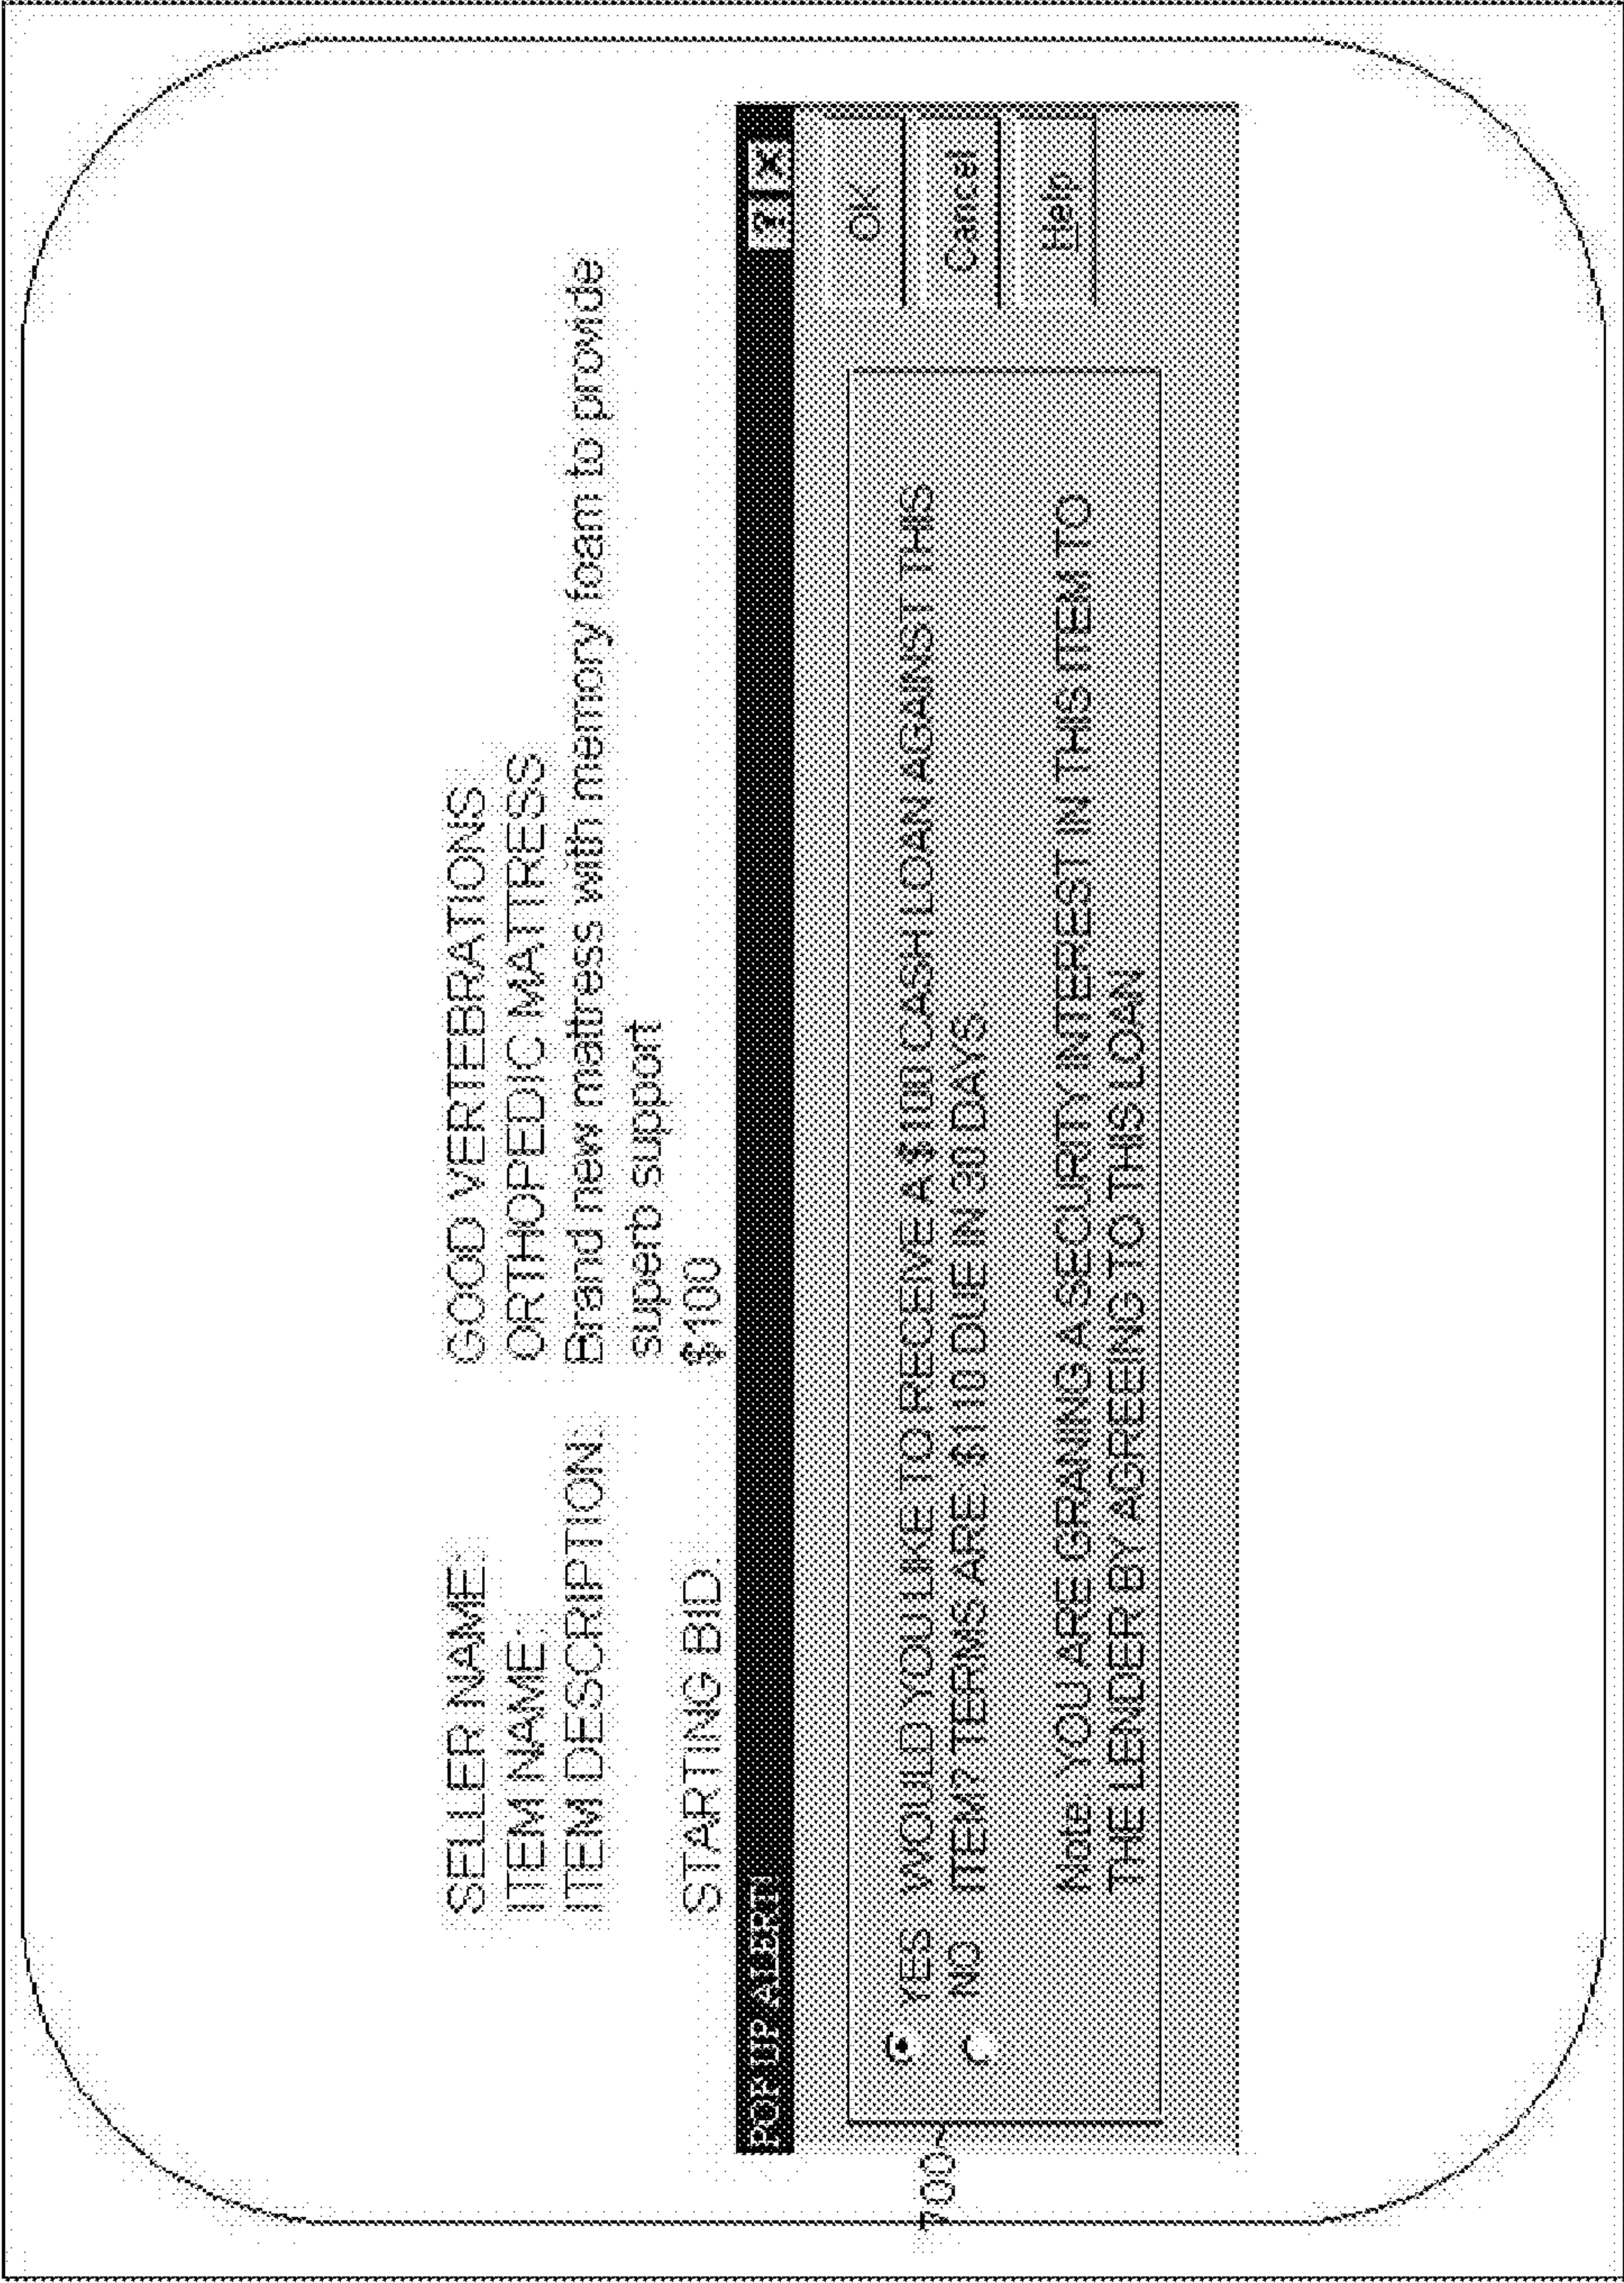 SELLER NAME: GOOD VERTEBRATIONS
ITEM NAME: ORTHOPEDIC MATTRESS
ITEM DESCRIPTION: Brand new mattress with memory foam to provide
superb support
STARTING BID: $100
POP UP ALERT! ? X
YES WOULD YOU LIKE TO RECEIVE A $100 CASH LOAN AGAINST THIS
NO ITEM? TERNS ARE $110 DUE IN 30 DAYS.
Note: YOU ARE GRANING A SECURITY INTEREST IN THIS ITEM TO
THE LENDER BY AGREEING TO THIS LOAN
OK
Cancel
Help
700